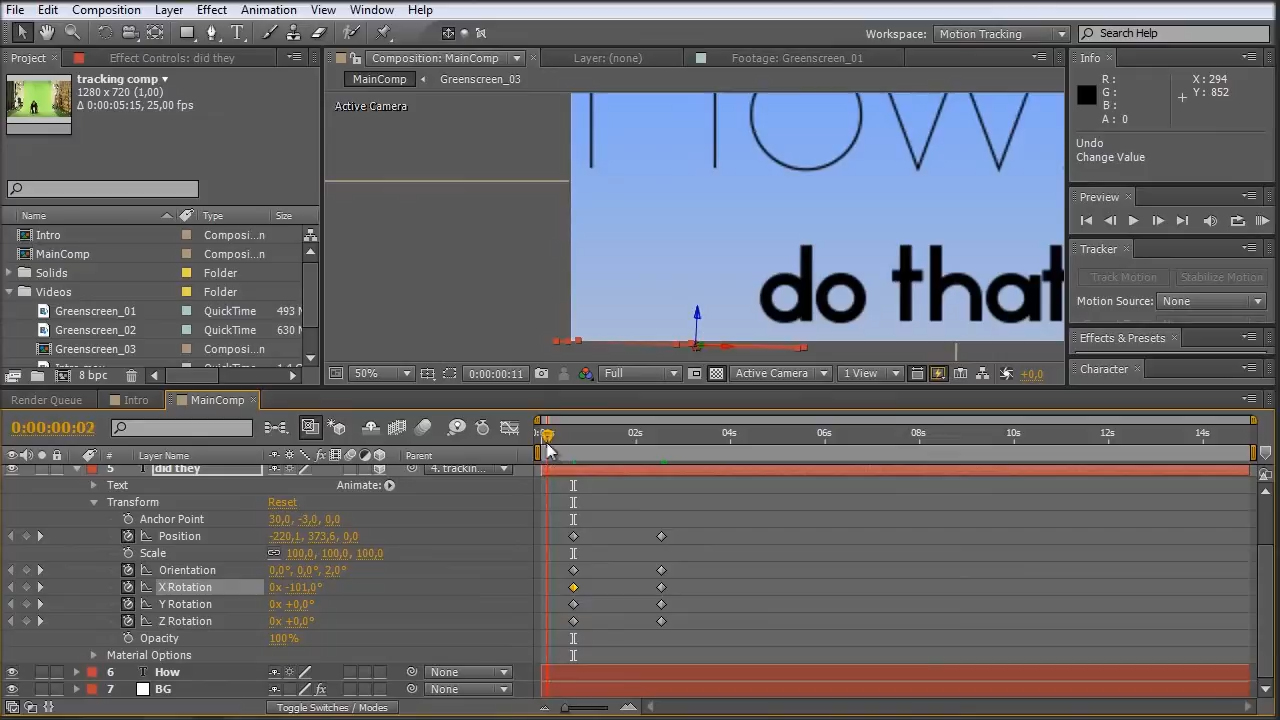 File Edit Composition Layer Effect Animation View Window Help
Workspace: Motion Tracking Search Help
Project Effect Controls: did they Composition: MainComp Layer: (none) Footage: Greenscreen_01 Info
tracking comp
1280 x 720 (1,00)
Δ 0:00:05:15, 25,00 fps
MainComp Greenscreen_03
Active Camera
R : X : 294
G : Y : 852
B :
A : 0
Undo
Change Value
How
do that
Preview
Name Type Size
Intro Composi...n
MainComp Composi...n
Solids Folder
Videos Folder
Greenscreen_01 QuickTime 493 M
Greenscreen_02 QuickTime 630 M
Greenscreen_03 Composi...n
Tracker
Track Motion Stabilize Motion
Motion Source: None
Effects & Presets
Character
8 bpc
50% 0:00:00:11 Full Active Camera 1 View +0,0
Render Queue Intro MainComp
0:00:00:02
02s 04s 06s 08s 10s 12s 14s
# Layer Name Parent
5 T did they 4. trackin...
Text Animate:
Transform Reset
Anchor Point 30,0, -3,0, 0,0
Position -220,1, 373,6, 0,0
Scale 100,0, 100,0, 100,0
Orientation 0,0°, 0,0°, 2,0°
X Rotation 0x -101,0°
Y Rotation 0x +0,0°
Z Rotation 0x +0,0°
Opacity 100%
Material Options
6 T How None
7 BG None
Toggle Switches / Modes